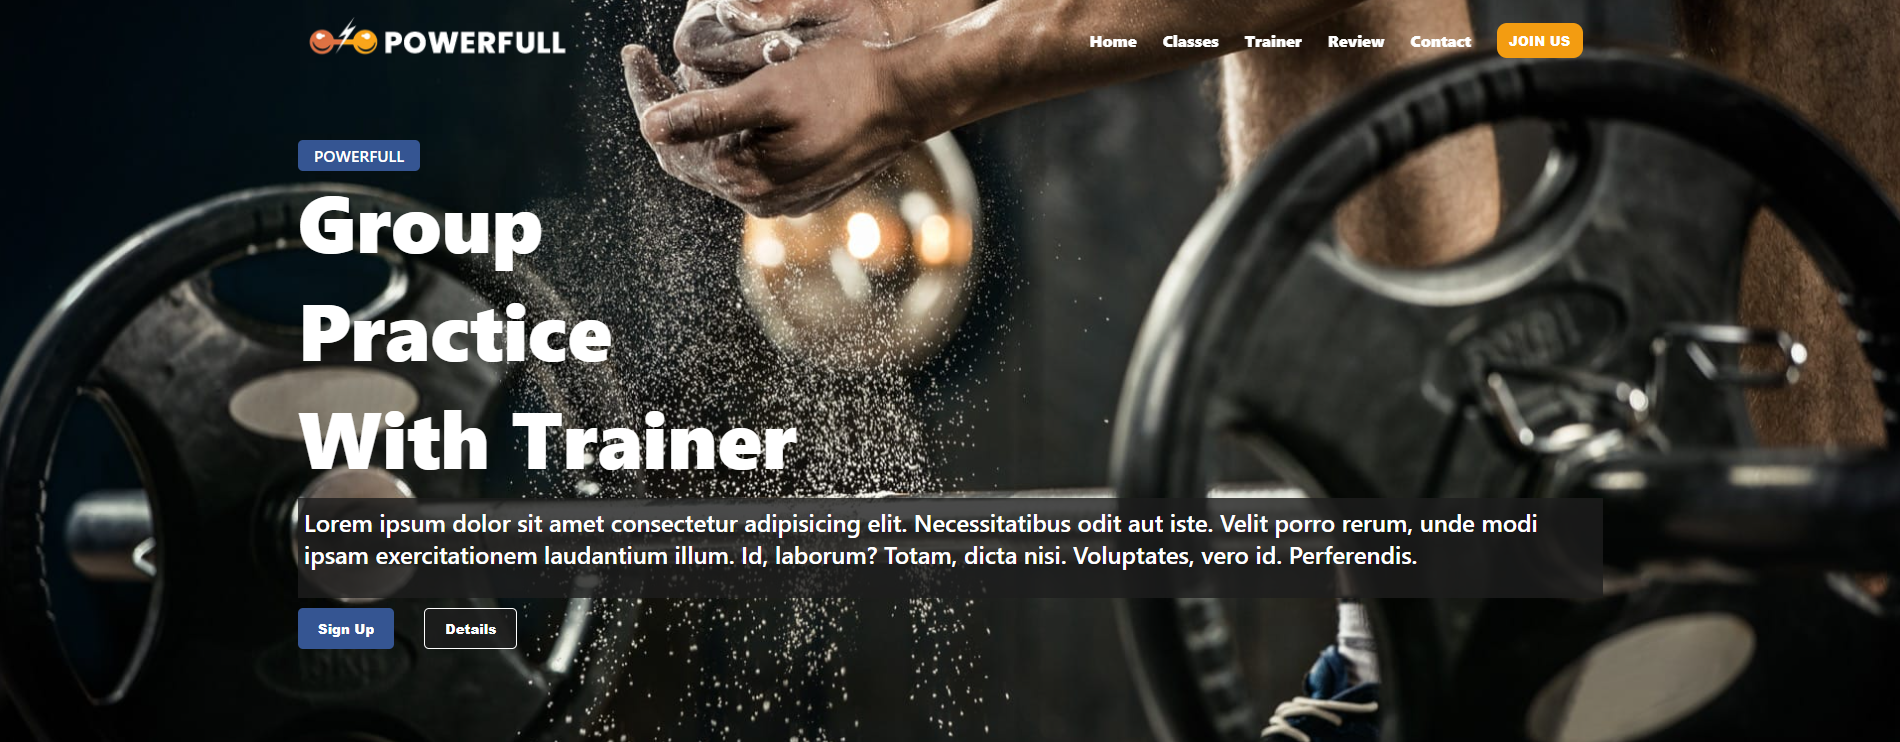 POWERFULL
Home Classes Trainer Review Contact JOIN US
POWERFULL
Group
Practice
With Trainer
Lorem ipsum dolor sit amet consectetur adipisicing elit. Necessitatibus odit aut iste. Velit porro rerum, unde modi
ipsam exercitationem laudantium illum. Id, laborum? Totam, dicta nisi. Voluptates, vero id. Perferendis.
Sign Up Details